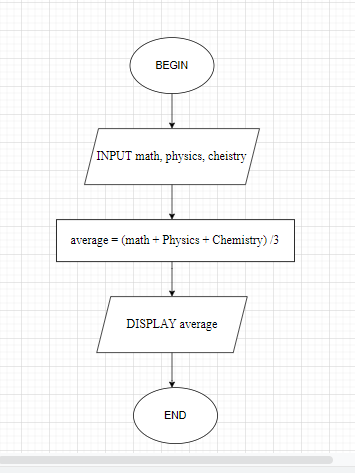 BEGIN
INPUT math, physics, cheistry
average = (math + Physics + Chemistry) /3
DISPLAY average
END